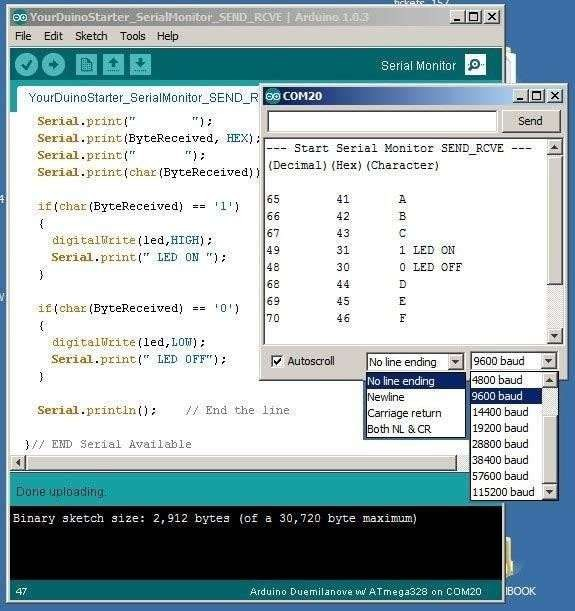 tickets_157
YourDuinoStarter_SerialMonitor_SEND_RCVE | Arduino 1.0.3
File Edit Sketch Tools Help
Serial Monitor
YourDuinoStarter_SerialMonitor_SEND_R
Serial.print("        ");
Serial.print(ByteReceived, HEX);
Serial.print("       ");
Serial.print(char(ByteReceived))
if(char(ByteReceived) == '1')
{
digitalWrite(led,HIGH);
Serial.print(" LED ON ");
}
if(char(ByteReceived) == '0')
{
digitalWrite(led,LOW);
Serial.print(" LED OFF");
}
Serial.println();    // End the line
}// END Serial Available
COM20
Send
--- Start Serial Monitor SEND_RCVE ---
(Decimal)(Hex)(Character)
65 41 A
66 42 B
67 43 C
49 31 1 LED ON
48 30 0 LED OFF
68 44 D
69 45 E
70 46 F
Autoscroll No line ending 9600 baud
No line ending
Newline
Carriage return
Both NL & CR
4800 baud
9600 baud
14400 baud
19200 baud
28800 baud
38400 baud
57600 baud
115200 baud
Done uploading.
Binary sketch size: 2,912 bytes (of a 30,720 byte maximum)
47 Arduino Duemilanove w/ ATmega328 on COM20